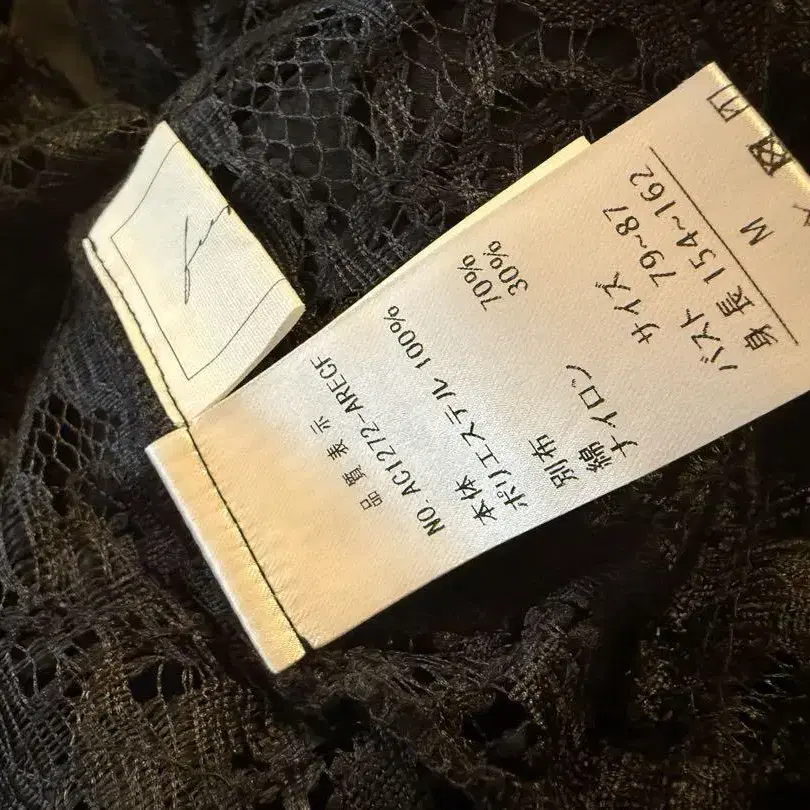 品質表示
NO. AC1272-ARECF
本体
ポリエステル 100%
別布
綿 70%
ナイロン 30%
サイズ
バスト 79~87
身長 154~162
M